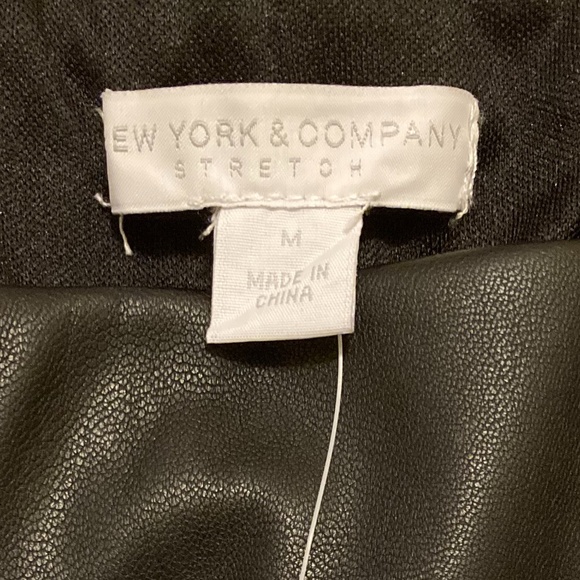 EW YORK & COMPANY
STRETCH
M
MADE IN
CHINA